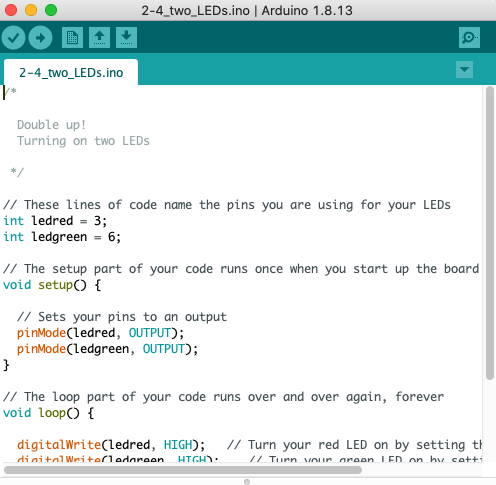 2-4_two_LEDs.ino | Arduino 1.8.13
2-4_two_LEDs.ino
/*
Double up!
Turning on two LEDs
*/
// These lines of code name the pins you are using for your LEDs
int ledred = 3;
int ledgreen = 6;
// The setup part of your code runs once when you start up the board
void setup() {
// Sets your pins to an output
pinMode(ledred, OUTPUT);
pinMode(ledgreen, OUTPUT);
}
// The loop part of your code runs over and over again, forever
void loop() {
digitalWrite(ledred, HIGH); // Turn your red LED on by setting th
digitalWrite(ledgreen, HIGH); // Turn your green LED on by setti